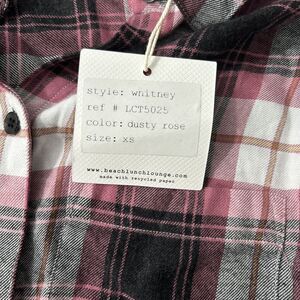 style: whitney
ref # LCT5025
color: dusty rose
size: xs
www.beachlunchlounge.com
made with recycled paper